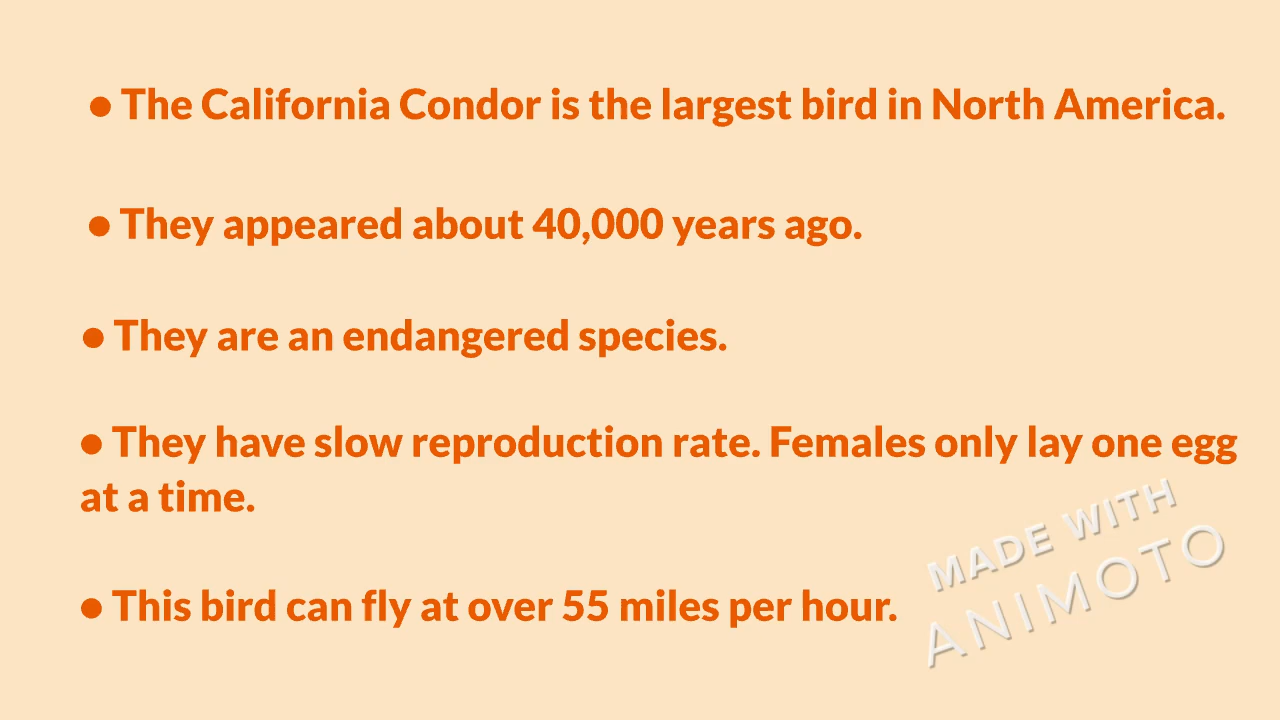 • The California Condor is the largest bird in North America.
• They appeared about 40,000 years ago.
• They are an endangered species.
• They have slow reproduction rate. Females only lay one egg
at a time.
• This bird can fly at over 55 miles per hour.
MADE WITH
ANIMOTO